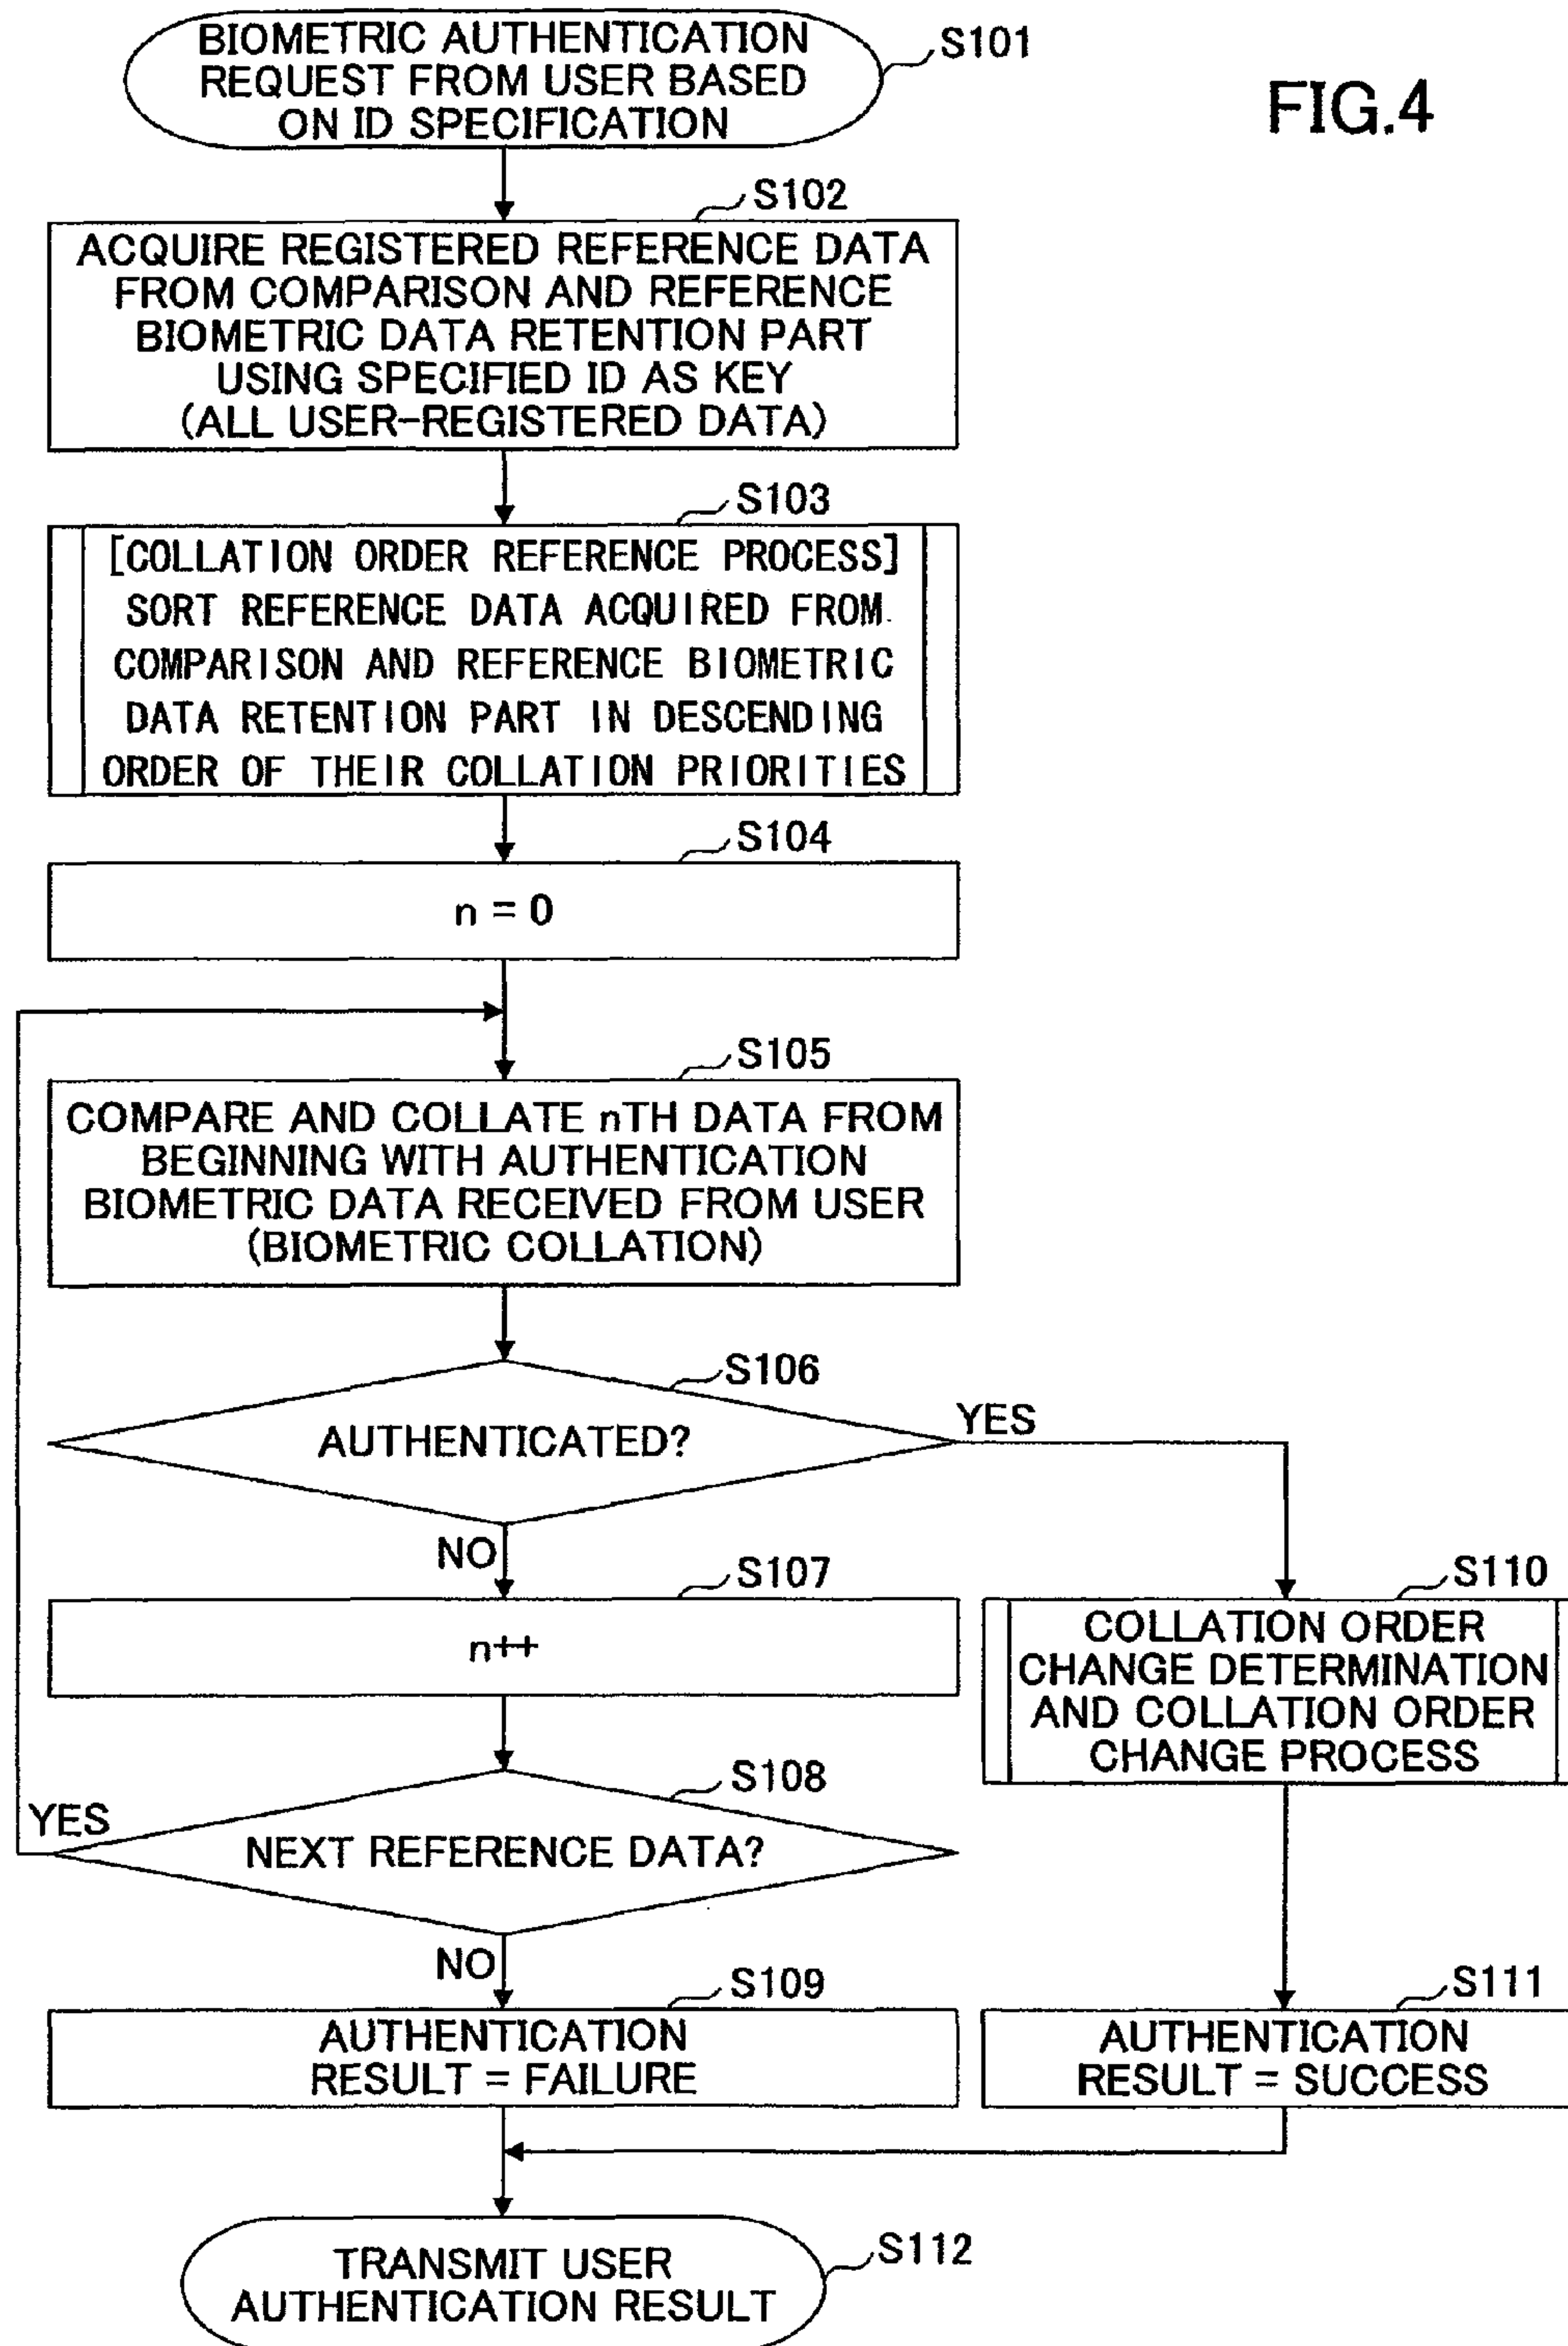 BIOMETRIC AUTHENTICATION
REQUEST FROM USER BASED
ON ID SPECIFICATION
S101
FIG.4
S102
ACQUIRE REGISTERED REFERENCE DATA
FROM COMPARISON AND REFERENCE
BIOMETRIC DATA RETENTION PART
USING SPECIFIED ID AS KEY
(ALL USER-REGISTERED DATA)
S103
[COLLATION ORDER REFERENCE PROCESS]
SORT REFERENCE DATA ACQUIRED FROM
COMPARISON AND REFERENCE BIOMETRIC
DATA RETENTION PART IN DESCENDING
ORDER OF THEIR COLLATION PRIORITIES
S104
n = 0
S105
COMPARE AND COLLATE nTH DATA FROM
BEGINNING WITH AUTHENTICATION
BIOMETRIC DATA RECEIVED FROM USER
(BIOMETRIC COLLATION)
S106
AUTHENTICATED?
YES
NO
S107
n++
S110
COLLATION ORDER
CHANGE DETERMINATION
AND COLLATION ORDER
CHANGE PROCESS
S108
YES
NEXT REFERENCE DATA?
NO
S109
AUTHENTICATION
RESULT = FAILURE
S111
AUTHENTICATION
RESULT = SUCCESS
S112
TRANSMIT USER
AUTHENTICATION RESULT